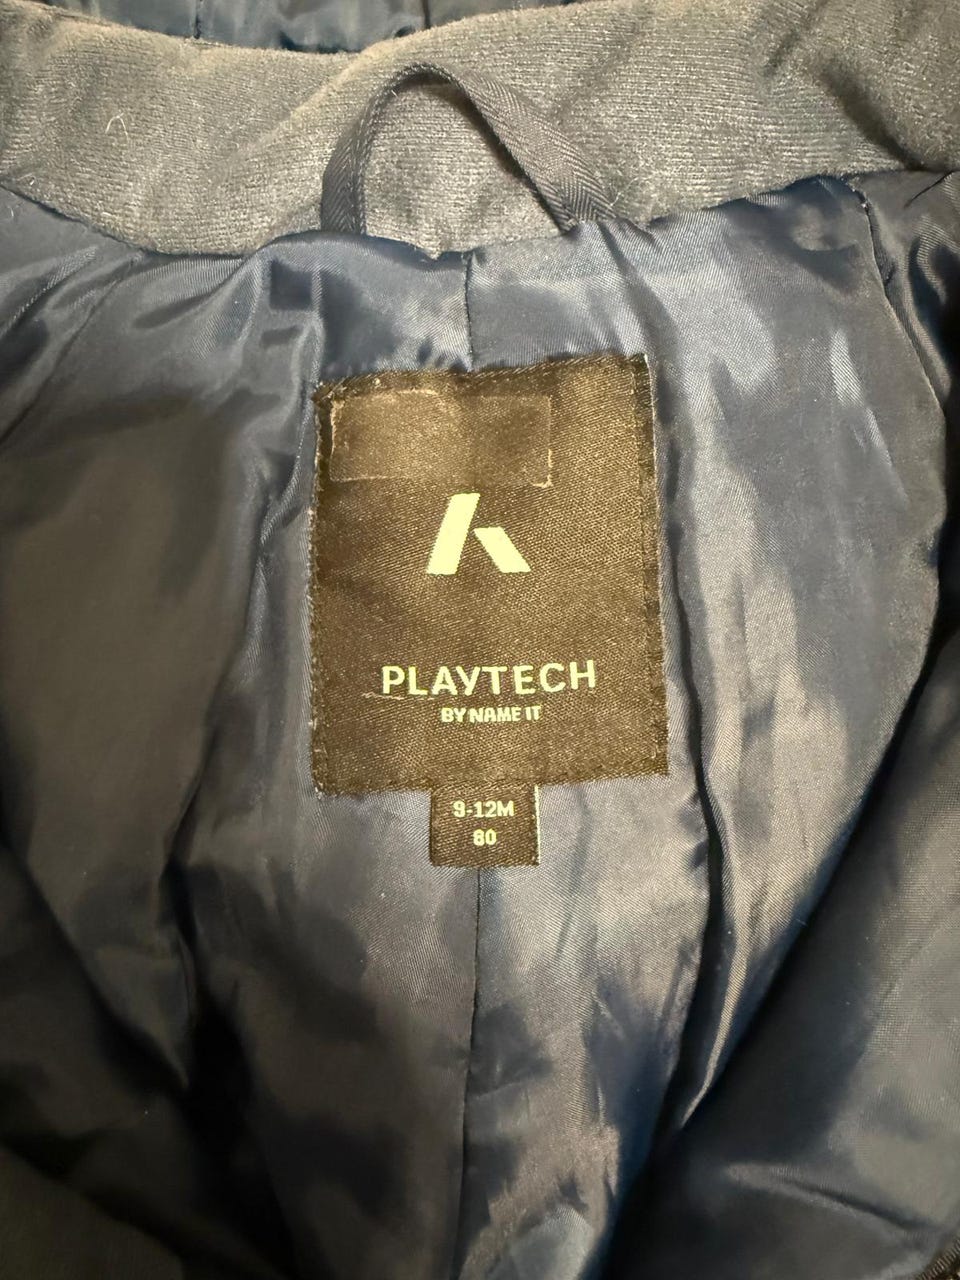 PLAYTECH
BY NAME IT
9-12M
80